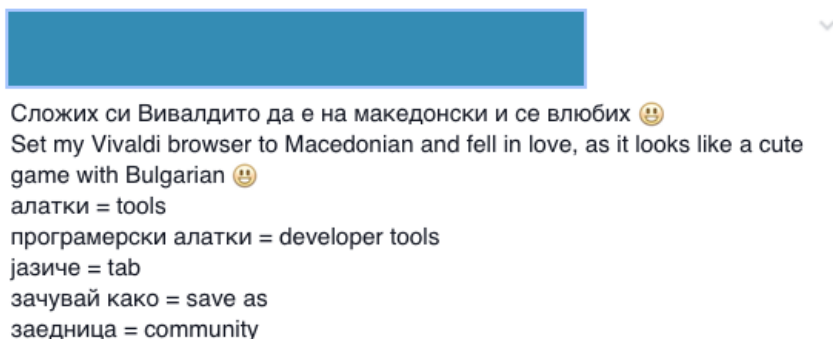 Сложих си Вивалдито да е на македонски и се влюбих 😃
Set my Vivaldi browser to Macedonian and fell in love, as it looks like a cute
game with Bulgarian 😃
алатки = tools
програмерски алатки = developer tools
јазиче = tab
зачувай како = save as
заедница = community